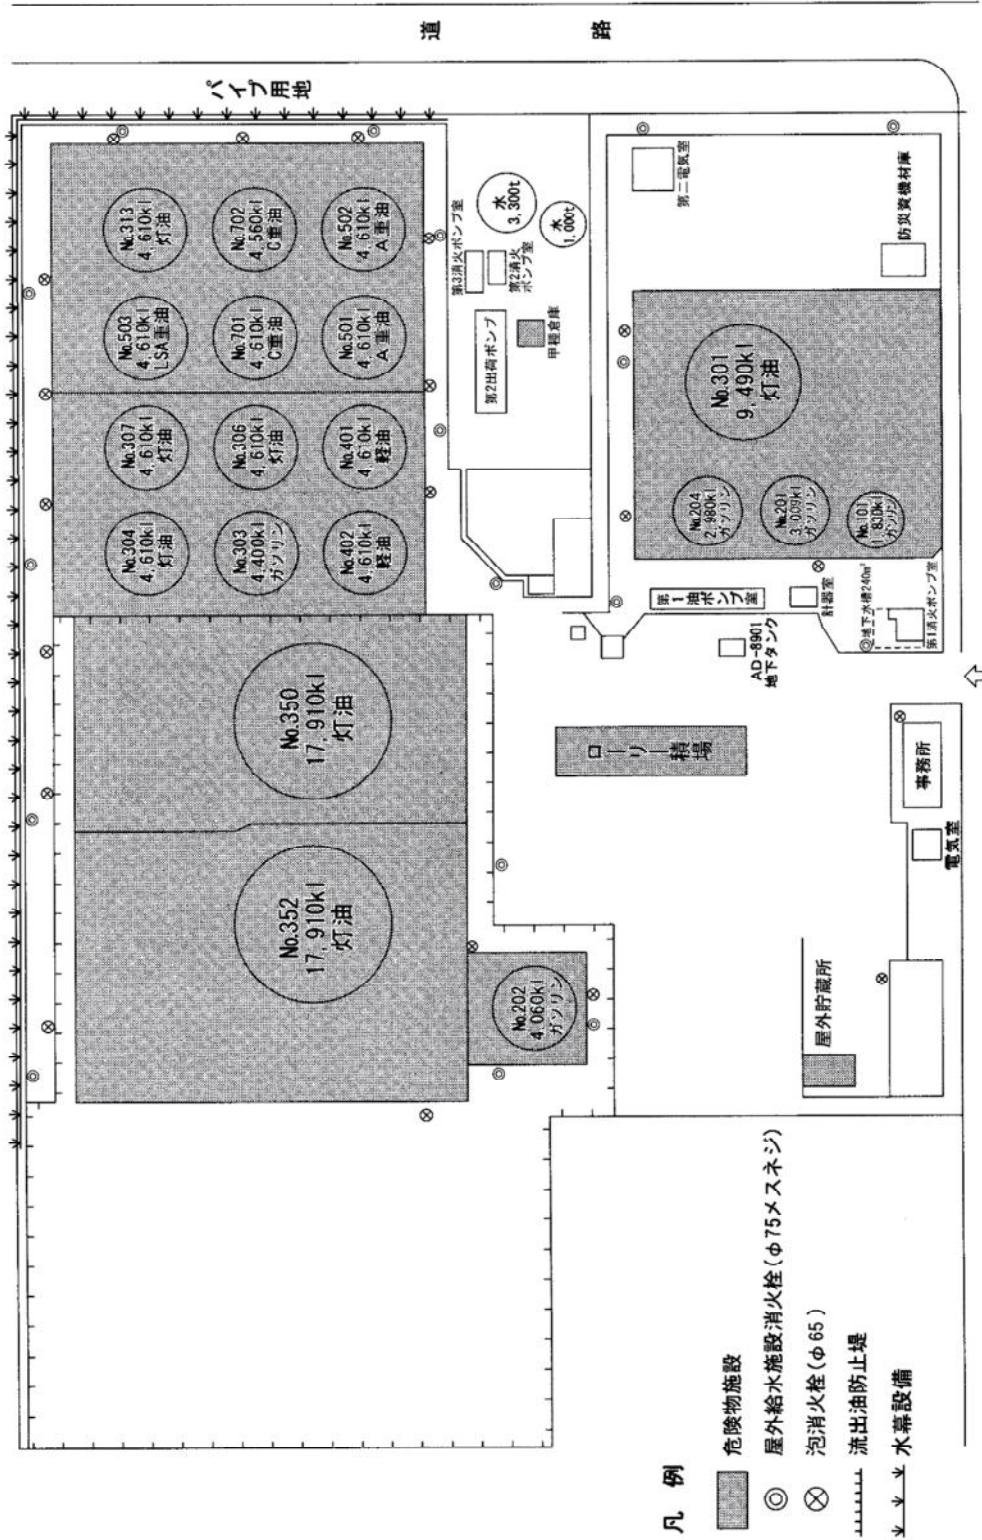 道路
パイプ用地
No.313
4,610kl
灯油
No.702
4,560kl
C重油
No.502
4,610kl
A重油
No.503
4,610kl
LSA重油
No.701
4,610kl
C重油
No.501
4,610kl
A重油
No.307
4,610kl
灯油
No.306
4,610kl
灯油
No.401
4,610kl
軽油
No.304
4,610kl
灯油
No.303
4,400kl
ガソリン
No.402
4,610kl
軽油
No.350
17,910kl
灯油
No.352
17,910kl
灯油
No.202
4,060kl
ガソリン
水
3,300t
水
1,000t
第3消火ポンプ室
第2消火
ポンプ室
第2出荷ポンプ
甲種倉庫
第二電気室
防災資機材庫
No.301
9,490kl
灯油
No.204
2,980kl
ガソリン
No.201
3,009kl
ガソリン
No.101
1,830kl
ガソリン
第1油ポンプ室
計器室
地下水槽240m³
第1消火ポンプ室
AD-8901
地下タンク
ローリー積場
事務所
電気室
屋外貯蔵所
凡例
危険物施設
屋外給水施設消火栓(φ75メスネジ)
泡消火栓(φ65)
流出油防止堤
水幕設備